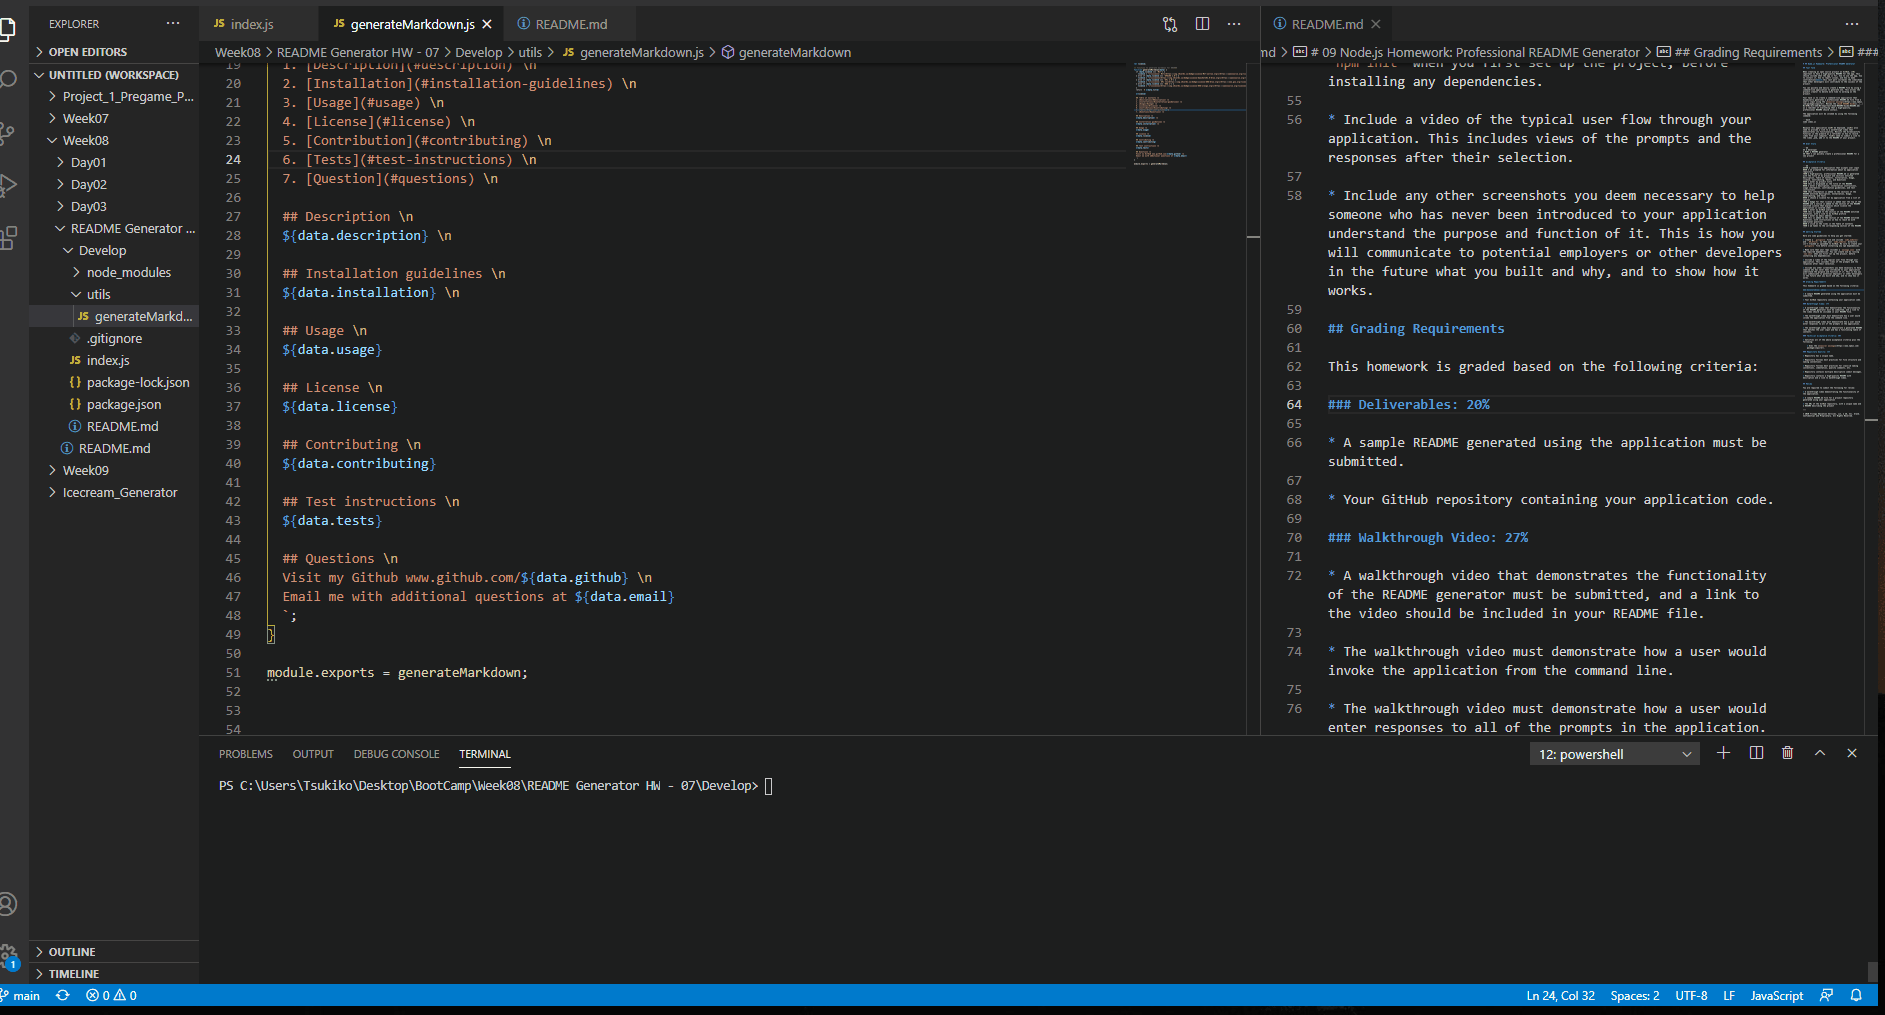 EXPLORER
OPEN EDITORS
UNTITLED (WORKSPACE)
Project_1_Pregame_P...
Week07
Week08
Day01
Day02
Day03
README Generator ...
Develop
node_modules
utils
JS generateMarkd...
.gitignore
JS index.js
{} package-lock.json
{} package.json
README.md
README.md
Week09
Icecream_Generator
OUTLINE
TIMELINE
JS index.js
JS generateMarkdown.js
README.md
Week08 > README Generator HW - 07 > Develop > utils > JS generateMarkdown.js > generateMarkdown
19 1. [Description](#description) \n
20 2. [Installation](#installation-guidelines) \n
21 3. [Usage](#usage) \n
22 4. [License](#license) \n
23 5. [Contribution](#contributing) \n
24 6. [Tests](#test-instructions) \n
25 7. [Question](#questions) \n
26
27 ## Description \n
28 ${data.description} \n
29
30 ## Installation guidelines \n
31 ${data.installation} \n
32
33 ## Usage \n
34 ${data.usage}
35
36 ## License \n
37 ${data.license}
38
39 ## Contributing \n
40 ${data.contributing}
41
42 ## Test instructions \n
43 ${data.tests}
44
45 ## Questions \n
46 Visit my Github www.github.com/${data.github} \n
47 Email me with additional questions at ${data.email}
48 `;
49 }
50
51 module.exports = generateMarkdown;
52
53
54
README.md
md > # 09 Node.js Homework: Professional README Generator > ## Grading Requirements > ###
`npm init` when you first set up the project, before
installing any dependencies.
55
56 * Include a video of the typical user flow through your
application. This includes views of the prompts and the
responses after their selection.
57
58 * Include any other screenshots you deem necessary to help
someone who has never been introduced to your application
understand the purpose and function of it. This is how you
will communicate to potential employers or other developers
in the future what you built and why, and to show how it
works.
59
60 ## Grading Requirements
61
62 This homework is graded based on the following criteria:
63
64 ### Deliverables: 20%
65
66 * A sample README generated using the application must be
submitted.
67
68 * Your GitHub repository containing your application code.
69
70 ### Walkthrough Video: 27%
71
72 * A walkthrough video that demonstrates the functionality
of the README generator must be submitted, and a link to
the video should be included in your README file.
73
74 * The walkthrough video must demonstrate how a user would
invoke the application from the command line.
75
76 * The walkthrough video must demonstrate how a user would
enter responses to all of the prompts in the application.
PROBLEMS OUTPUT DEBUG CONSOLE TERMINAL
12: powershell
PS C:\Users\Tsukiko\Desktop\BootCamp\Week08\README Generator HW - 07\Develop>
1
main 0 0
Ln 24, Col 32 Spaces: 2 UTF-8 LF JavaScript